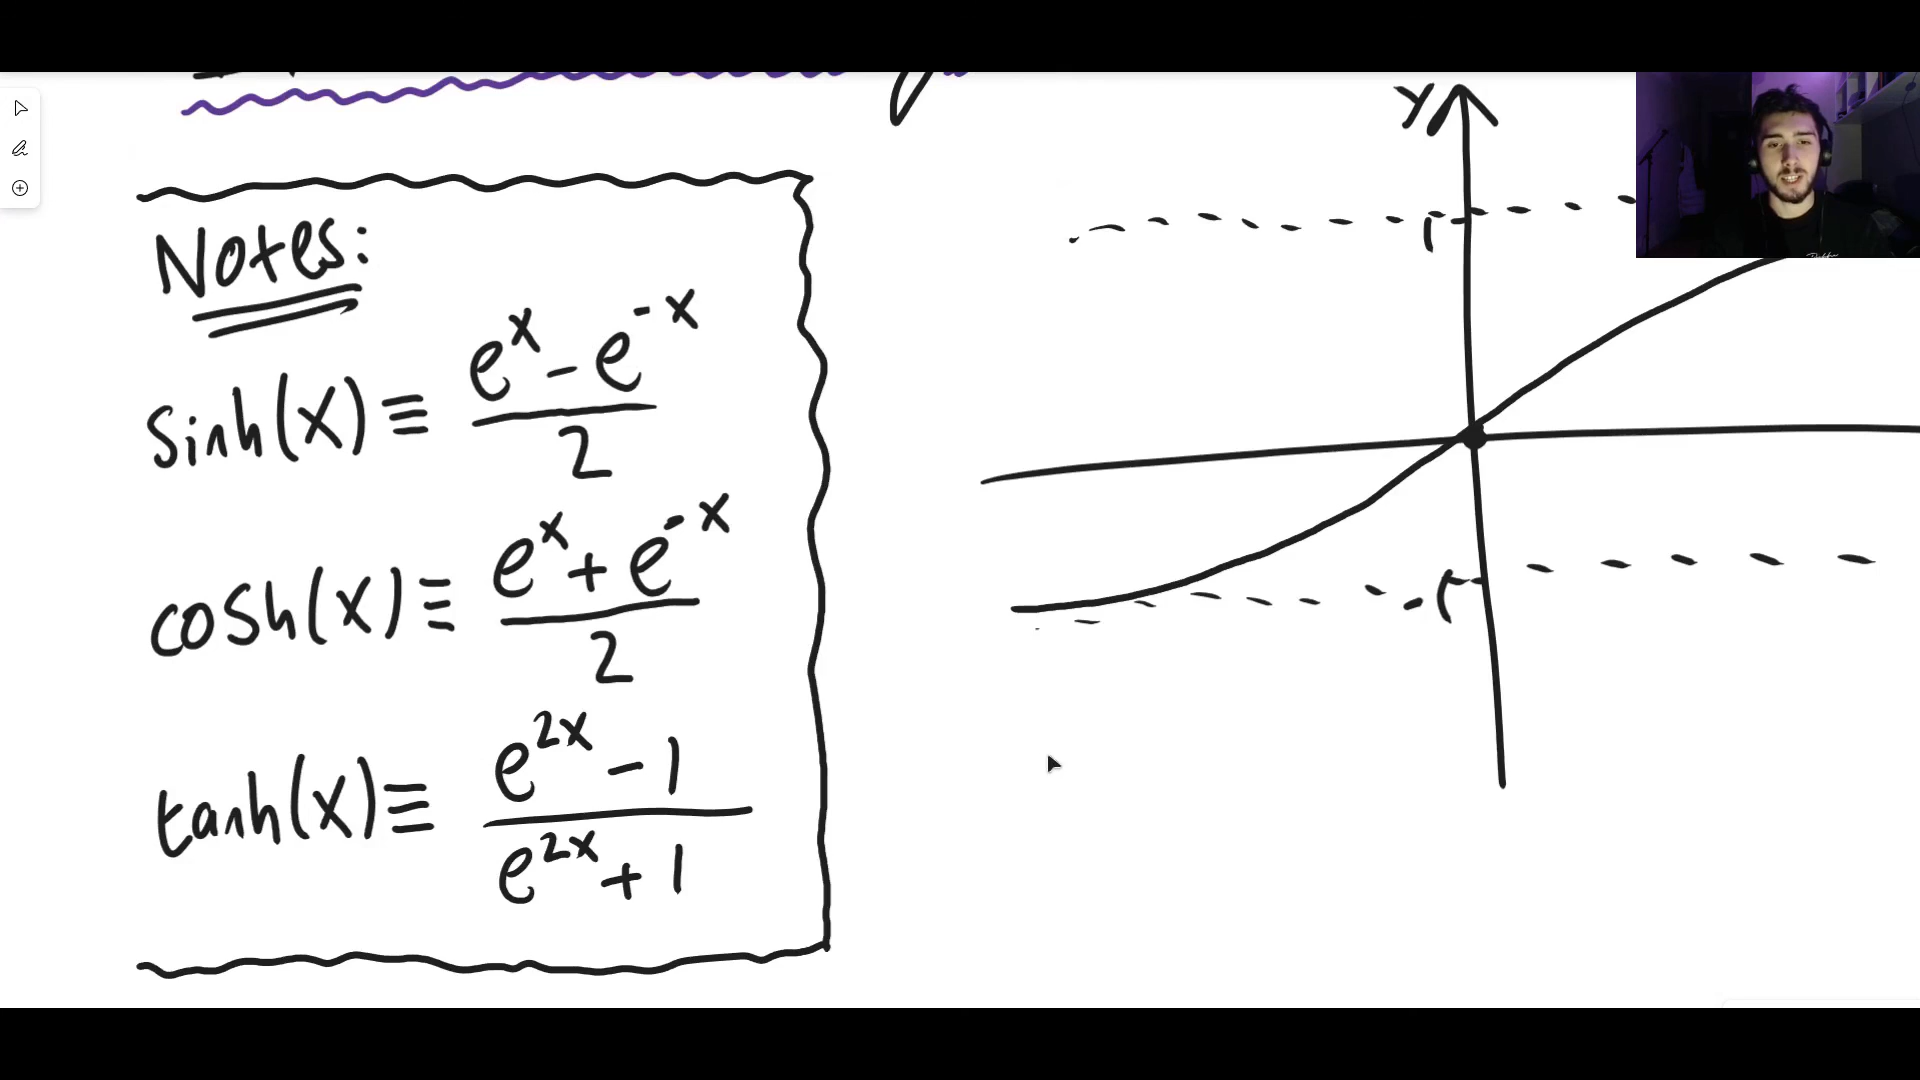 Notes:
sinh(x) ≡ (e^x - e^-x)/2
cosh(x) ≡ (e^x + e^-x)/2
tanh(x) ≡ (e^2x - 1)/(e^2x + 1)
y
1
-1